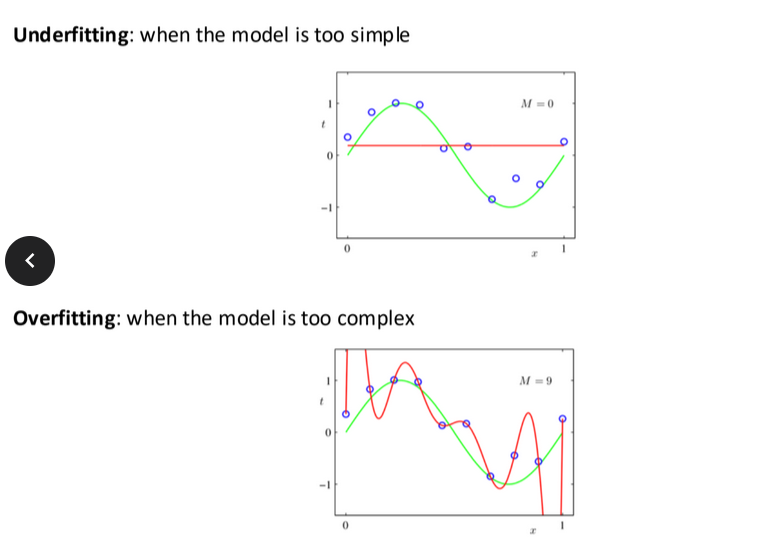 Underfitting: when the model is too simple
M = 0
1
t
0
−1
0
x
1
Overfitting: when the model is too complex
M = 9
1
t
0
−1
0
x
1